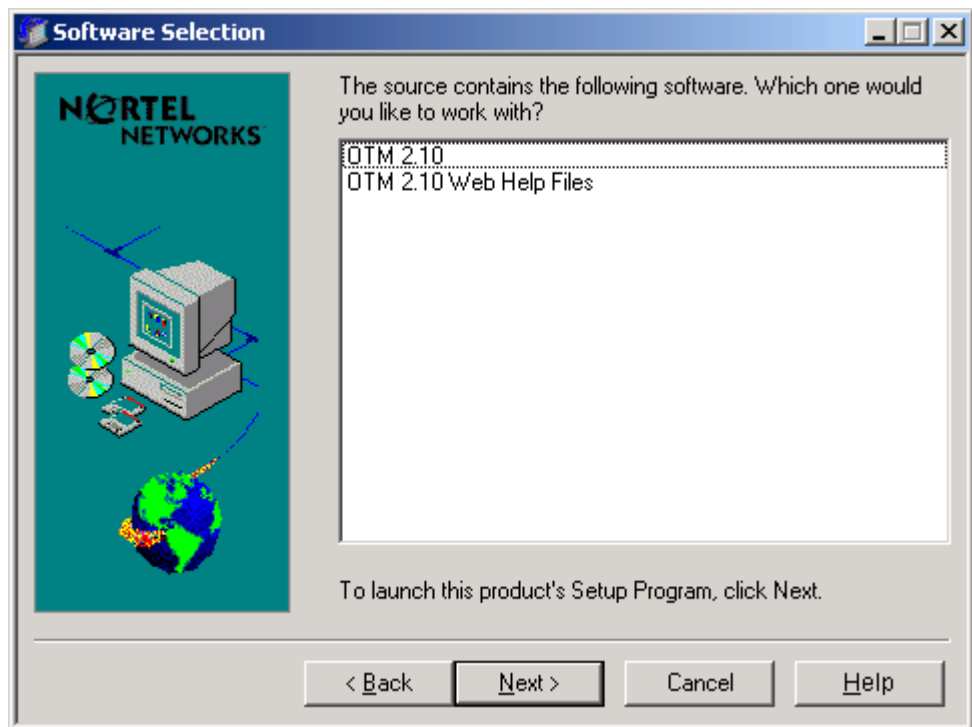 Software Selection
NORTEL
NETWORKS
The source contains the following software. Which one would
you like to work with?
OTM 2.10
OTM 2.10 Web Help Files
To launch this product's Setup Program, click Next.
< Back
Next >
Cancel
Help